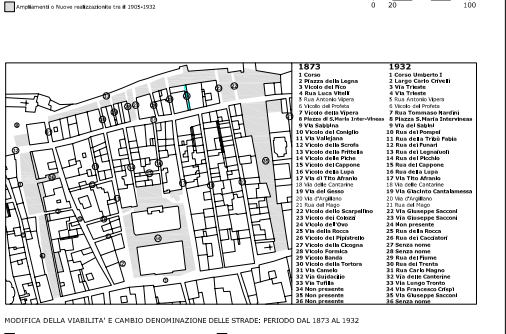 Ampliamenti o Nuove realizzazionite tra il 1905-1932
0 20 100
1873
1 Corso
2 Piazza della Legna
3 Vicolo del Fico
4 Rua Luca Vitelli
5 Rua Antonio Vipera
6 Vicolo del Profeta
7 Vicolo della Vipera
8 Piazza di S.Maria Inter-Vineas
9 Via Sabina
10 Vicolo del Coniglio
11 Via Vallejana
12 Vicolo della Scrofa
13 Vicolo della Frittella
14 Vicolo delle Piche
15 Vicolo del Cappone
16 Vicolo della Lupa
17 Via di Tito Afranio
18 Via delle Cantarine
19 Via del Gesso
20 Via d'Argillano
21 Rua del Mago
22 Vicolo dello Scarpellino
23 Vicolo dei Colozzi
24 Vicolo dell'Ovo
25 Via della Rocca
26 Vicolo del Pipistrello
27 Vicolo della Cicogna
28 Vicolo Formica
29 Vicolo Banda
30 Vicolo della Tortora
31 Via Camelo
32 Via Guiladicio
33 Via Tufilla
34 Non presente
35 Non presente
36 Non presente
1932
1 Corso Umberto I
2 Largo Carlo Crivelli
3 Via Trieste
4 Via Trieste
5 Rua Antonio Vipera
6 Vicolo del Profeta
7 Rua Tommaso Nardini
8 Piazza S.Maria Intervineas
9 Via dei Sabini
10 Rua dei Pompei
11 Rua della Tribù Fabia
12 Rua dei Funari
13 Rua dei Legnaiuoli
14 Rua del Picchio
15 Rua del Cappone
16 Rua della Lupa
17 Via Tito Afranio
18 Via delle Cantarine
19 Via Giacinto Cantalamessa
20 Via d'Argillano
21 Rua del Mago
22 Via Giuseppe Sacconi
23 Via Giuseppe Sacconi
24 Non presente
25 Rua della Rocca
26 Rua dei Cacciatori
27 Senza nome
28 Senza nome
29 Rua del Fiume
30 Rua del Trento
31 Rua Carlo Magno
32 Via delle Canterine
33 Via Lungo Tronto
34 Via Francesco Crispi
35 Via Giuseppe Sacconi
36 Senza nome
MODIFICA DELLA VIABILITA' E CAMBIO DENOMINAZIONE DELLE STRADE: PERIODO DAL 1873 AL 1932